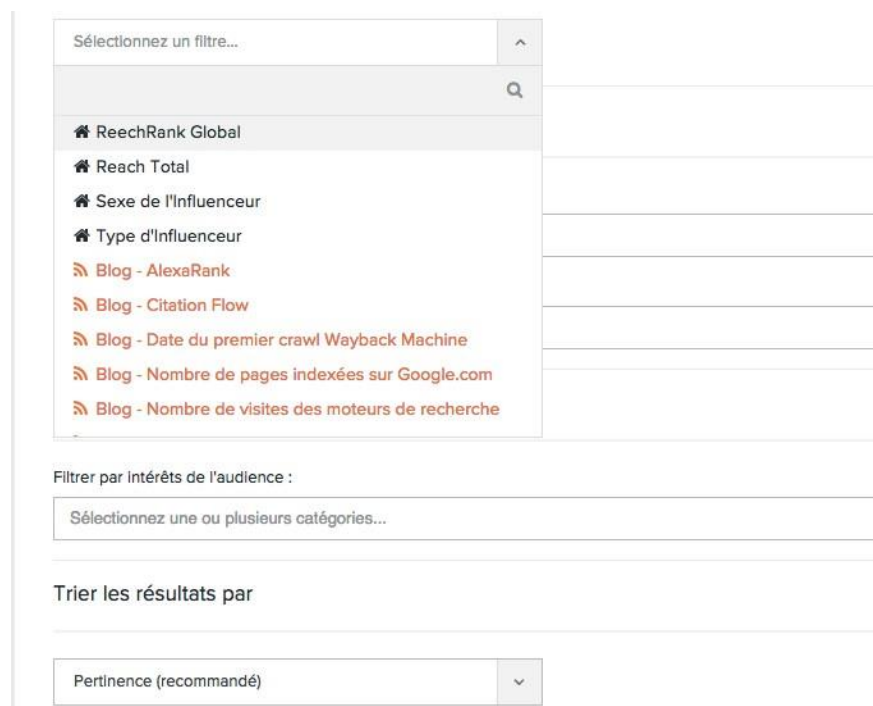 Sélectionnez un filtre...
ReechRank Global
Reach Total
Sexe de l'Influenceur
Type d'Influenceur
Blog - AlexaRank
Blog - Citation Flow
Blog - Date du premier crawl Wayback Machine
Blog - Nombre de pages indexées sur Google.com
Blog - Nombre de visites des moteurs de recherche
Filtrer par intérêts de l'audience :
Sélectionnez une ou plusieurs catégories...
Trier les résultats par
Pertinence (recommandé)